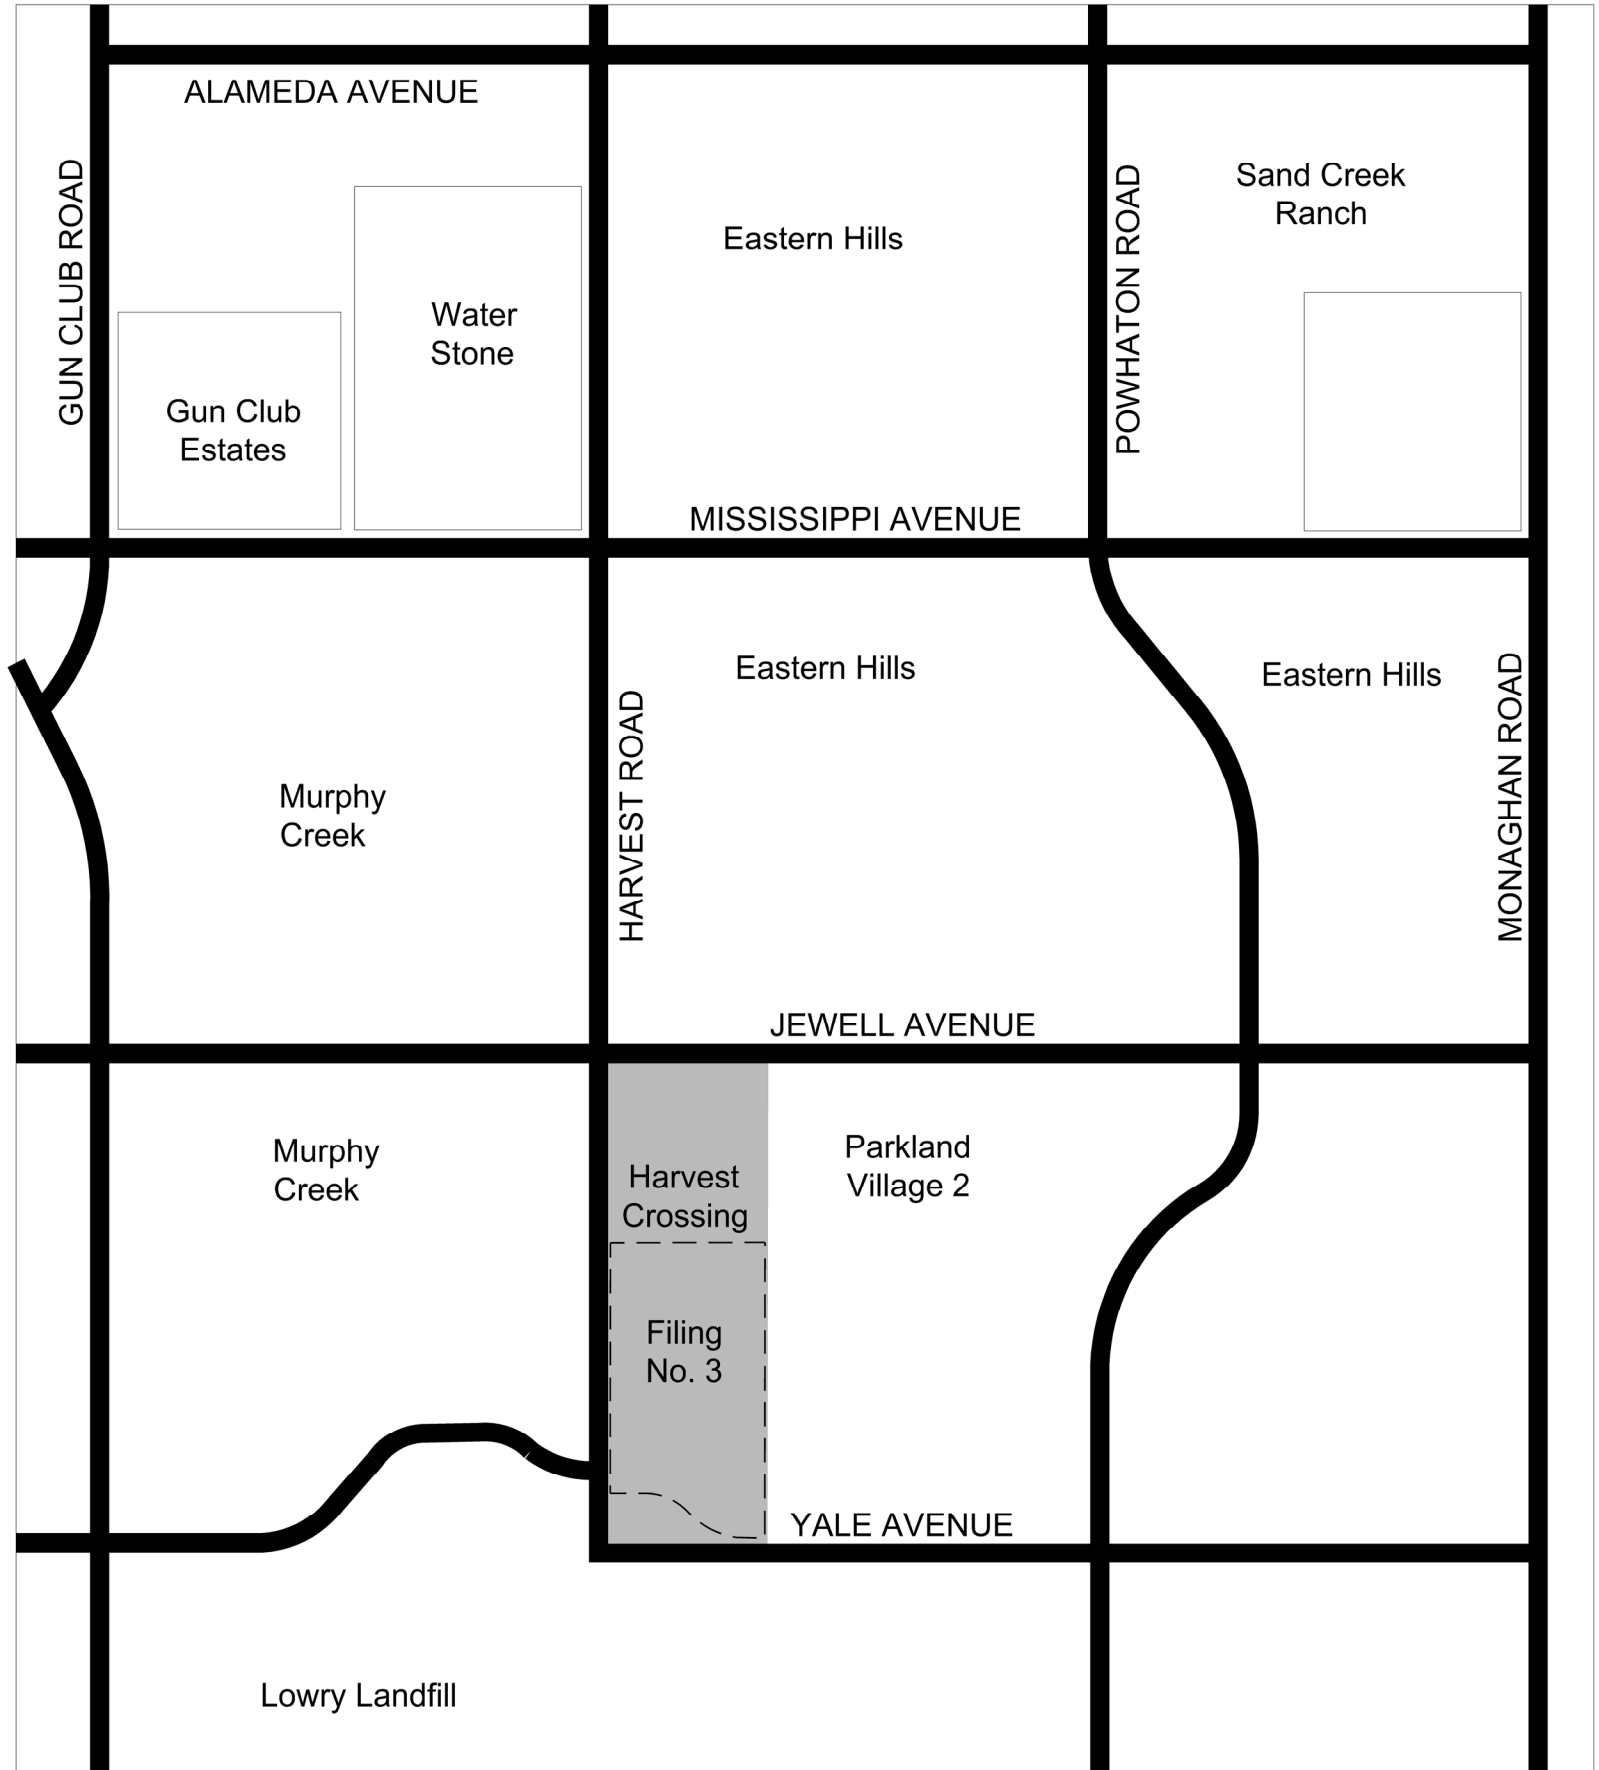 ALAMEDA AVENUE
GUN CLUB ROAD
POWHATON ROAD
Sand Creek
Ranch
Eastern Hills
Water
Stone
Gun Club
Estates
MISSISSIPPI AVENUE
Eastern Hills
Eastern Hills
HARVEST ROAD
MONAGHAN ROAD
Murphy
Creek
JEWELL AVENUE
Murphy
Creek
Harvest
Crossing
Parkland
Village 2
Filing
No. 3
YALE AVENUE
Lowry Landfill